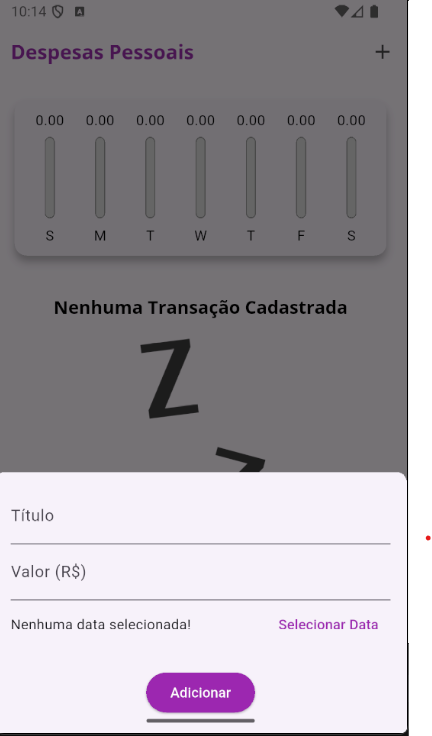 10:14 A
Despesas Pessoais +
0.00 0.00 0.00 0.00 0.00 0.00 0.00
S M T W T F S
Nenhuma Transação Cadastrada
Z
Z
Título
Valor (R$)
Nenhuma data selecionada! Selecionar Data
Adicionar